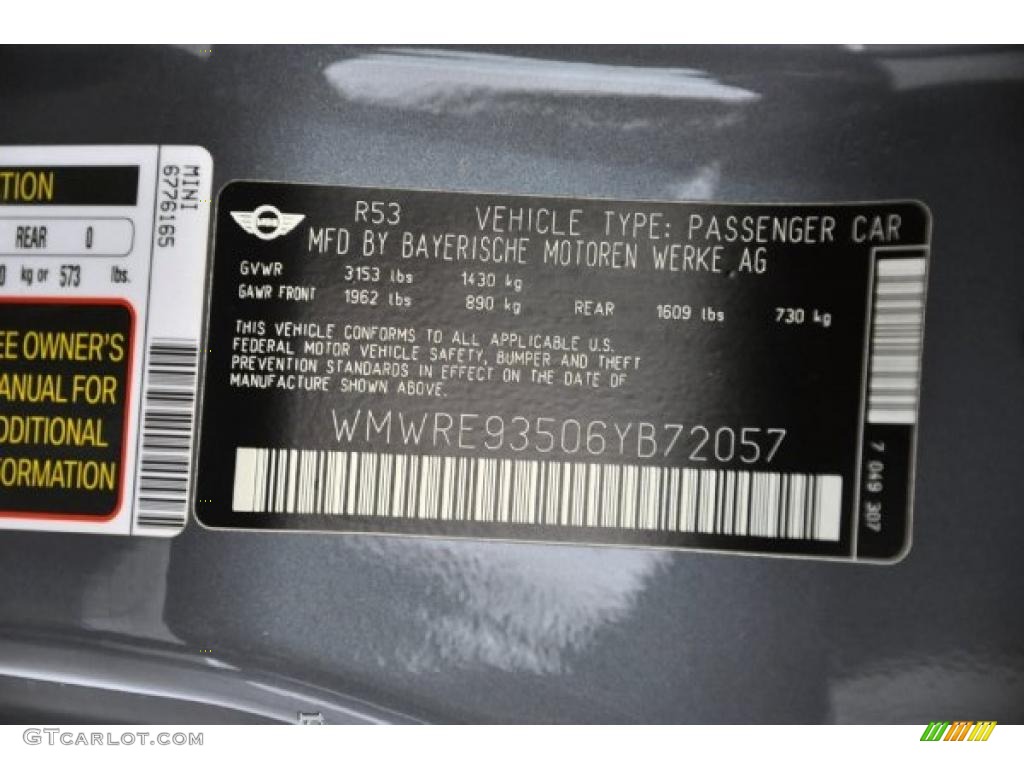 TION
REAR 0
0 kg or 573 lbs.
EE OWNER'S
ANUAL FOR
DDITIONAL
FORMATION
MINI
6776165
MINI
R53 VEHICLE TYPE: PASSENGER CAR
MFD BY BAYERISCHE MOTOREN WERKE AG
GVWR 3153 lbs 1430 kg
GAWR FRONT 1962 lbs 890 kg REAR 1609 lbs 730 kg
THIS VEHICLE CONFORMS TO ALL APPLICABLE U.S.
FEDERAL MOTOR VEHICLE SAFETY, BUMPER AND THEFT
PREVENTION STANDARDS IN EFFECT ON THE DATE OF
MANUFACTURE SHOWN ABOVE.
WMWRE93506YB72057
7 049 307
GTcarlot.com